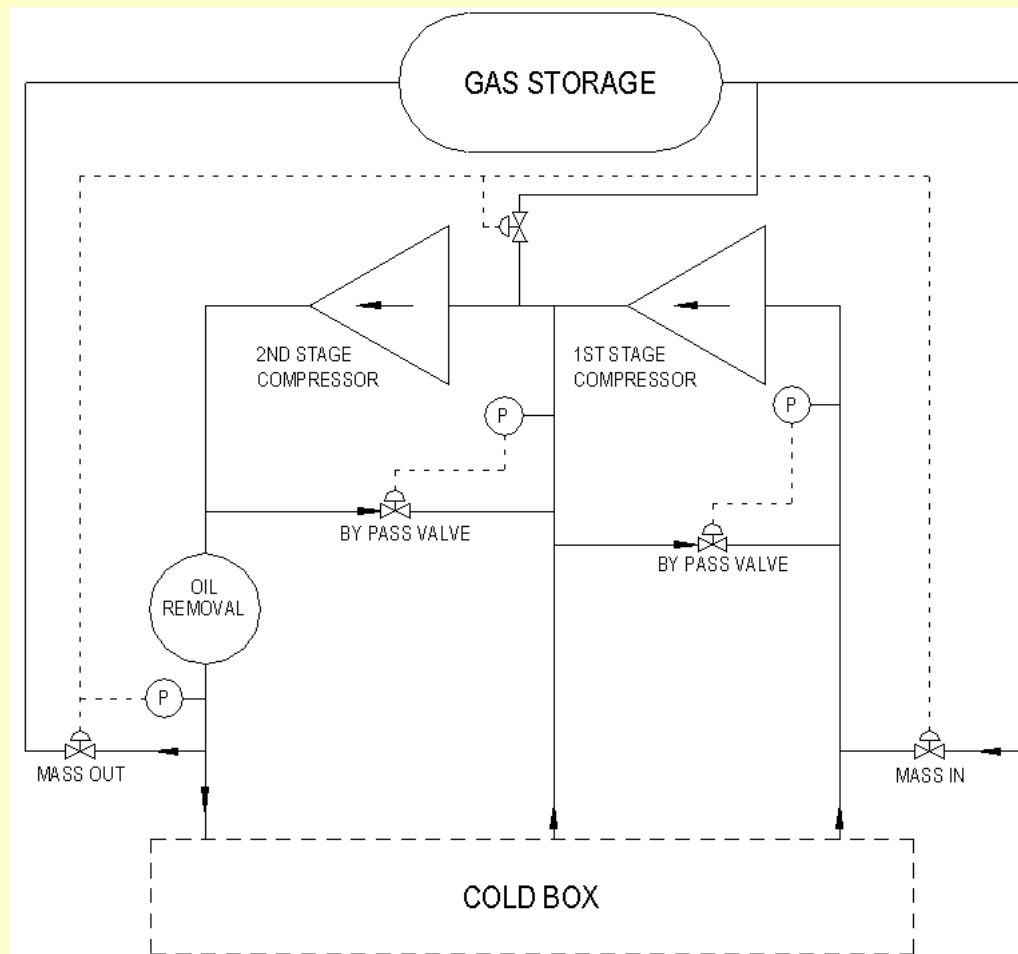 GAS STORAGE
2ND STAGE
COMPRESSOR
1ST STAGE
COMPRESSOR
P
P
BY PASS VALVE
BY PASS VALVE
OIL
REMOVAL
P
MASS OUT
MASS IN
COLD BOX